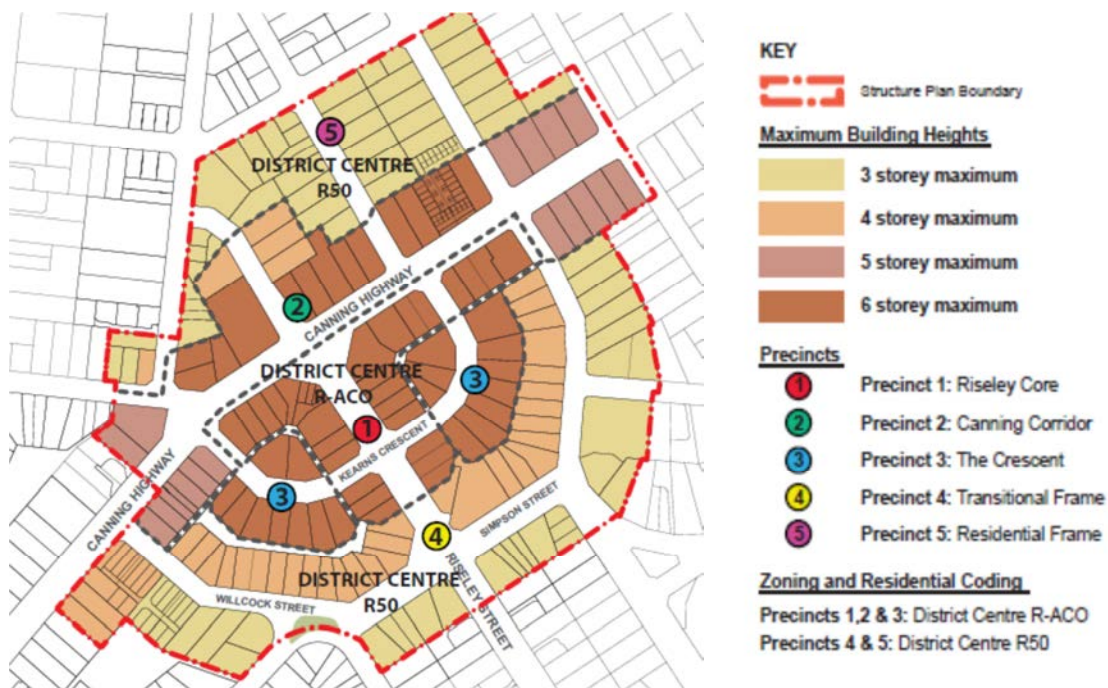 5
DISTRICT CENTRE
R50
2
CANNING HIGHWAY
DISTRICT CENTRE
R-ACO
3
1
KEARNS CRESCENT
3
4
SIMPSON STREET
CANNING HIGHWAY
DISTRICT CENTRE
R50
WILLCOCK STREET
RISELEY STREET
KEY
Structure Plan Boundary
Maximum Building Heights
3 storey maximum
4 storey maximum
5 storey maximum
6 storey maximum
Precincts
1 Precinct 1: Riseley Core
2 Precinct 2: Canning Corridor
3 Precinct 3: The Crescent
4 Precinct 4: Transitional Frame
5 Precinct 5: Residential Frame
Zoning and Residential Coding
Precincts 1,2 & 3: District Centre R-ACO
Precincts 4 & 5: District Centre R50